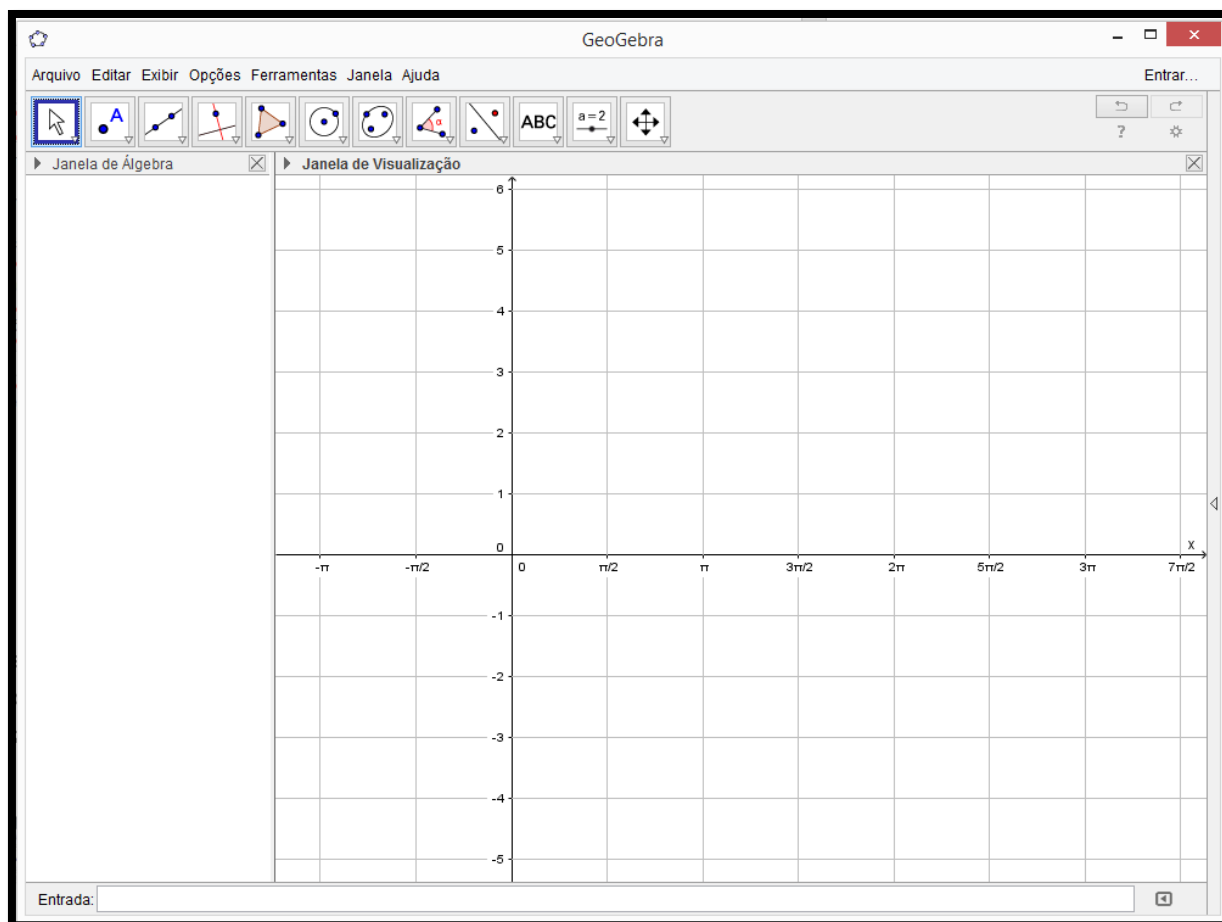 GeoGebra
Arquivo Editar Exibir Opções Ferramentas Janela Ajuda Entrar...
A α ABC a = 2 ?
Janela de Álgebra Janela de Visualização
6
5
4
3
2
1
0 x
-π -π/2 0 π/2 π 3π/2 2π 5π/2 3π 7π/2
-1
-2
-3
-4
-5
Entrada: